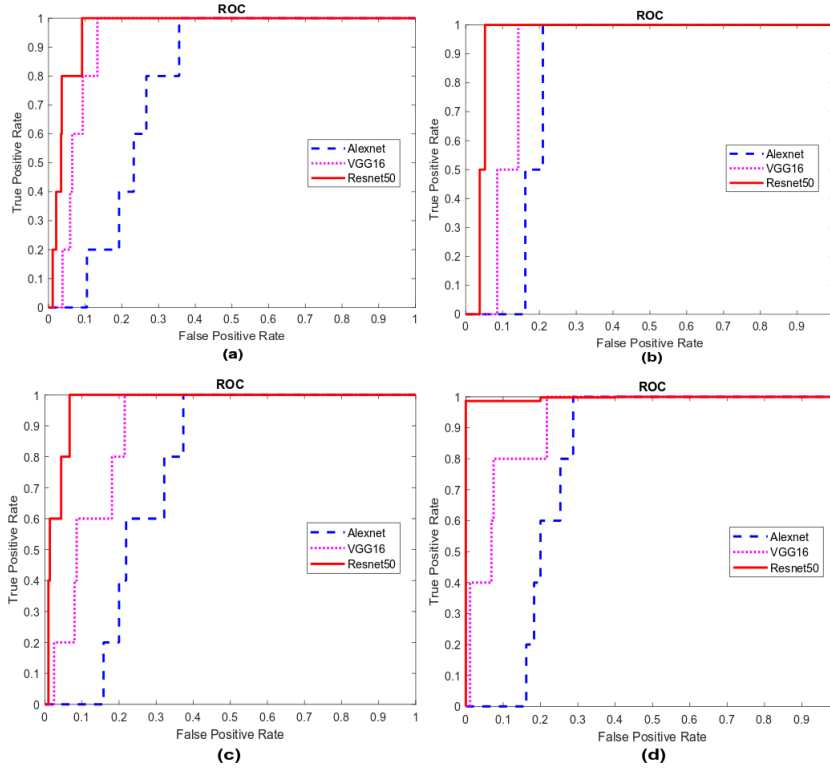 ROC
1
0.9
0.8
0.7
0.6
0.5
0.4
0.3
0.2
0.1
0
True Positive Rate
Alexnet
VGG16
Resnet50
0 0.1 0.2 0.3 0.4 0.5 0.6 0.7 0.8 0.9 1
False Positive Rate
(a)
ROC
1
0.9
0.8
0.7
0.6
0.5
0.4
0.3
0.2
0.1
0
True Positive Rate
Alexnet
VGG16
Resnet50
0 0.1 0.2 0.3 0.4 0.5 0.6 0.7 0.8 0.9
False Positive Rate
(b)
ROC
1
0.9
0.8
0.7
0.6
0.5
0.4
0.3
0.2
0.1
0
True Positive Rate
Alexnet
VGG16
Resnet50
0 0.1 0.2 0.3 0.4 0.5 0.6 0.7 0.8 0.9 1
False Positive Rate
(c)
ROC
1
0.9
0.8
0.7
0.6
0.5
0.4
0.3
0.2
0.1
0
True Positive Rate
Alexnet
VGG16
Resnet50
0 0.1 0.2 0.3 0.4 0.5 0.6 0.7 0.8 0.9
False Positive Rate
(d)